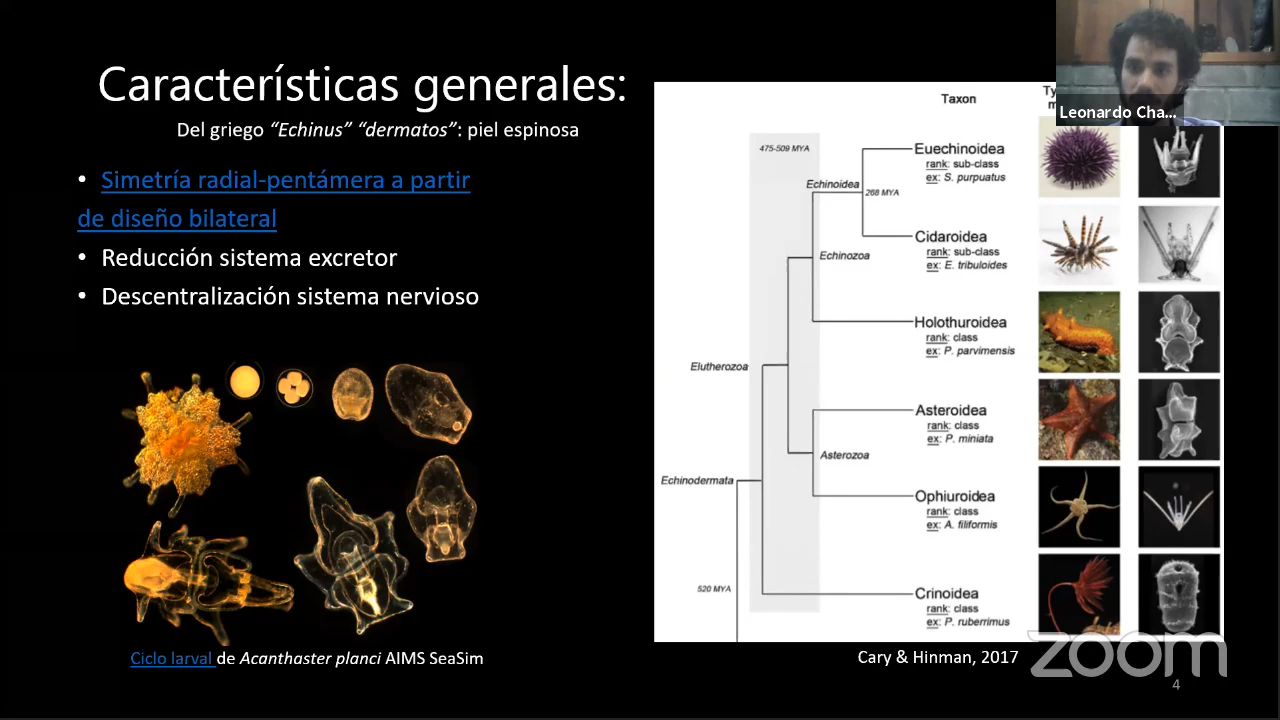 Características generales:
Del griego “Echinus” “dermatos”: piel espinosa
• Simetría radial-pentámera a partir
de diseño bilateral
• Reducción sistema excretor
• Descentralización sistema nervioso
Ciclo larval de Acanthaster planci AIMS SeaSim
Taxon
475-509 MYA
Euechinoidea
rank: sub-class
ex: S. purpuatus
Echinoidea
268 MYA
Cidaroidea
rank: sub-class
ex: E. tribuloides
Echinozoa
Holothuroidea
rank: class
ex: P. parvimensis
Elutherozoa
Asteroidea
rank: class
ex: P. miniata
Asterozoa
Echinodermata
Ophiuroidea
rank: class
ex: A. filiformis
520 MYA
Crinoidea
rank: class
ex: P. ruberrimus
Cary & Hinman, 2017
Leonardo Cha...
zoom
4